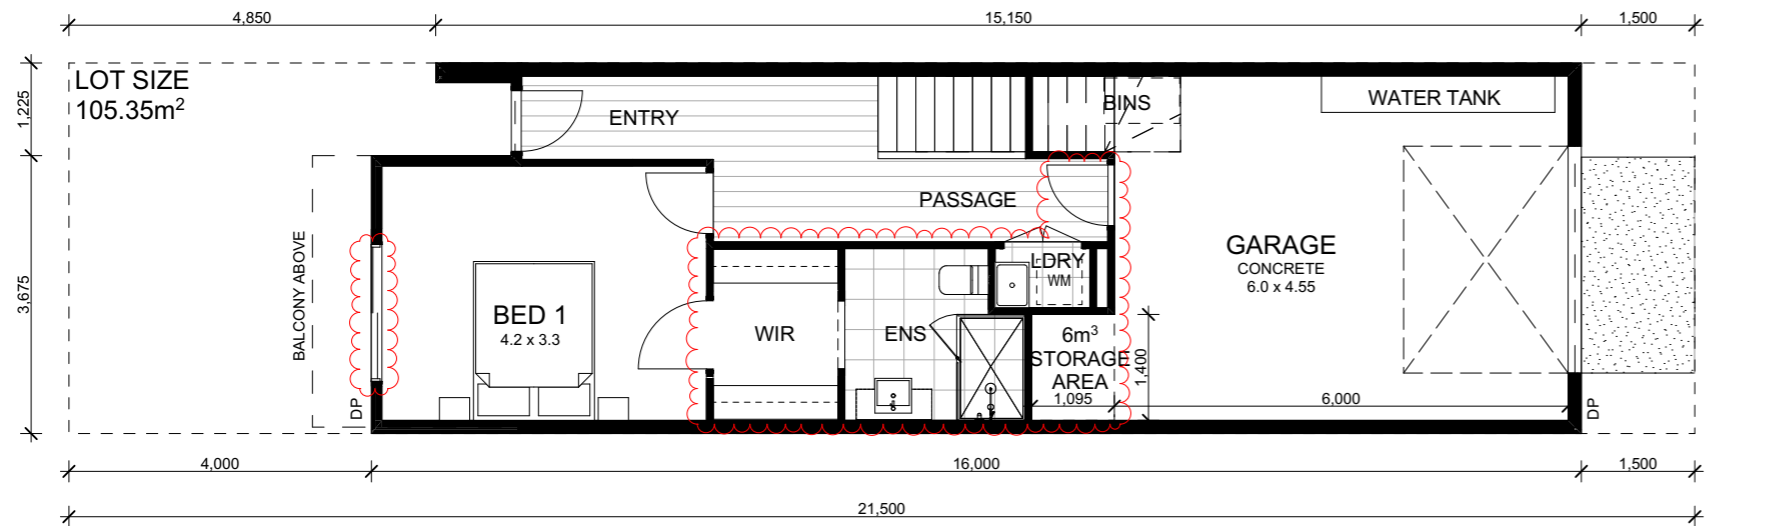 4,850
15,150
1,500
LOT SIZE
105.35m²
1,225
ENTRY
BINS
WATER TANK
PASSAGE
3,675
BALCONY ABOVE
LDRY
WM
GARAGE
CONCRETE
6.0 x 4.55
BED 1
4.2 x 3.3
WIR
ENS
6m³
STORAGE
AREA
1,095
1,400
6,000
DP
DP
4,000
16,000
1,500
21,500